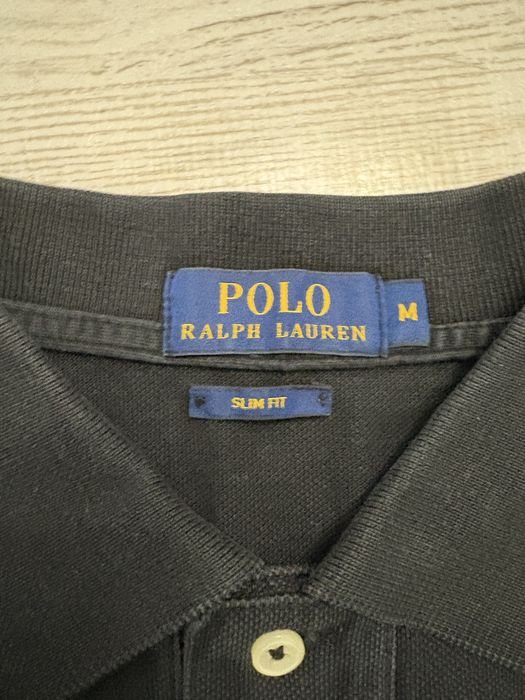 POLO
RALPH LAUREN
M
SLIM FIT